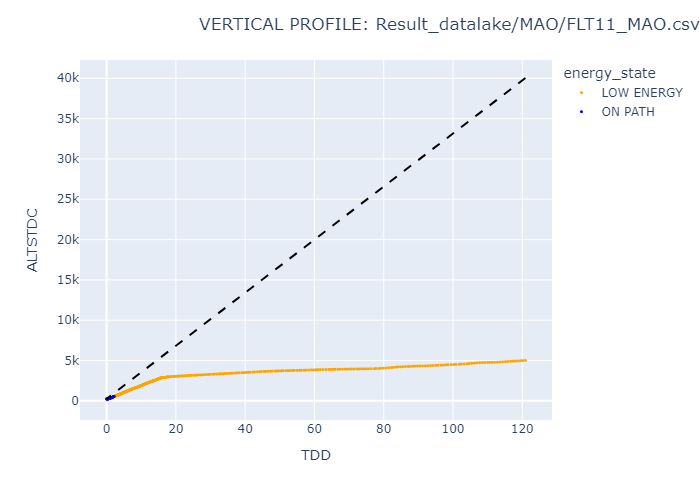 VERTICAL PROFILE: Result_datalake/MAO/FLT11_MAO.csv
energy_state
LOW ENERGY
ON PATH
ALTSTDC
40k
35k
30k
25k
20k
15k
10k
5k
0
0 20 40 60 80 100 120
TDD